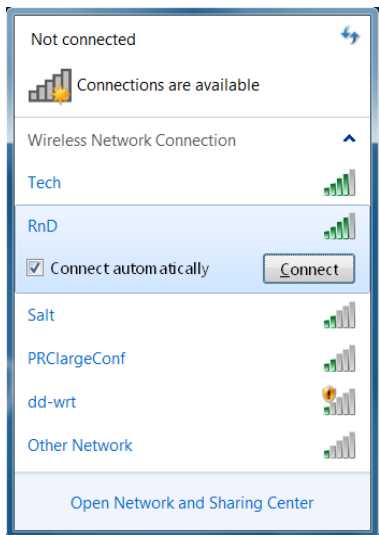 Not connected
Connections are available
Wireless Network Connection
Tech
RnD
Connect automatically
Connect
Salt
PRClargeConf
dd-wrt
Other Network
Open Network and Sharing Center